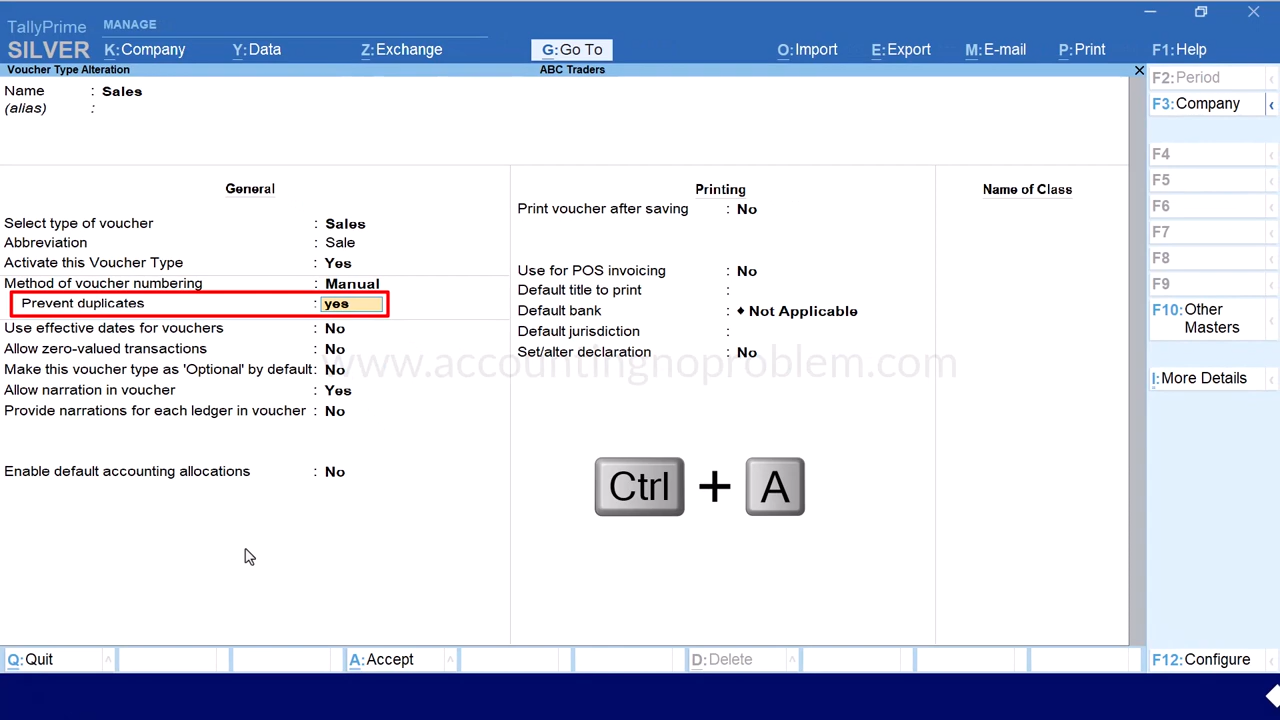 TallyPrime
MANAGE
SILVER
K:Company
Y:Data
Z:Exchange
G:Go To
O:Import
E:Export
M:E-mail
P:Print
F1:Help
Voucher Type Alteration
ABC Traders
Name : Sales
(alias) :
General
Select type of voucher : Sales
Abbreviation : Sale
Activate this Voucher Type : Yes
Method of voucher numbering : Manual
Prevent duplicates : yes
Use effective dates for vouchers : No
Allow zero-valued transactions : No
Make this voucher type as 'Optional' by default : No
Allow narration in voucher : Yes
Provide narrations for each ledger in voucher : No
Enable default accounting allocations : No
Printing
Print voucher after saving : No
Use for POS invoicing : No
Default title to print :
Default bank : ♦ Not Applicable
Default jurisdiction :
Set/alter declaration : No
Name of Class
www.accountingnoproblem.com
Ctrl + A
F2:Period
F3:Company
F4
F5
F6
F7
F8
F9
F10:Other
Masters
I:More Details
Q:Quit
A:Accept
D:Delete
F12:Configure